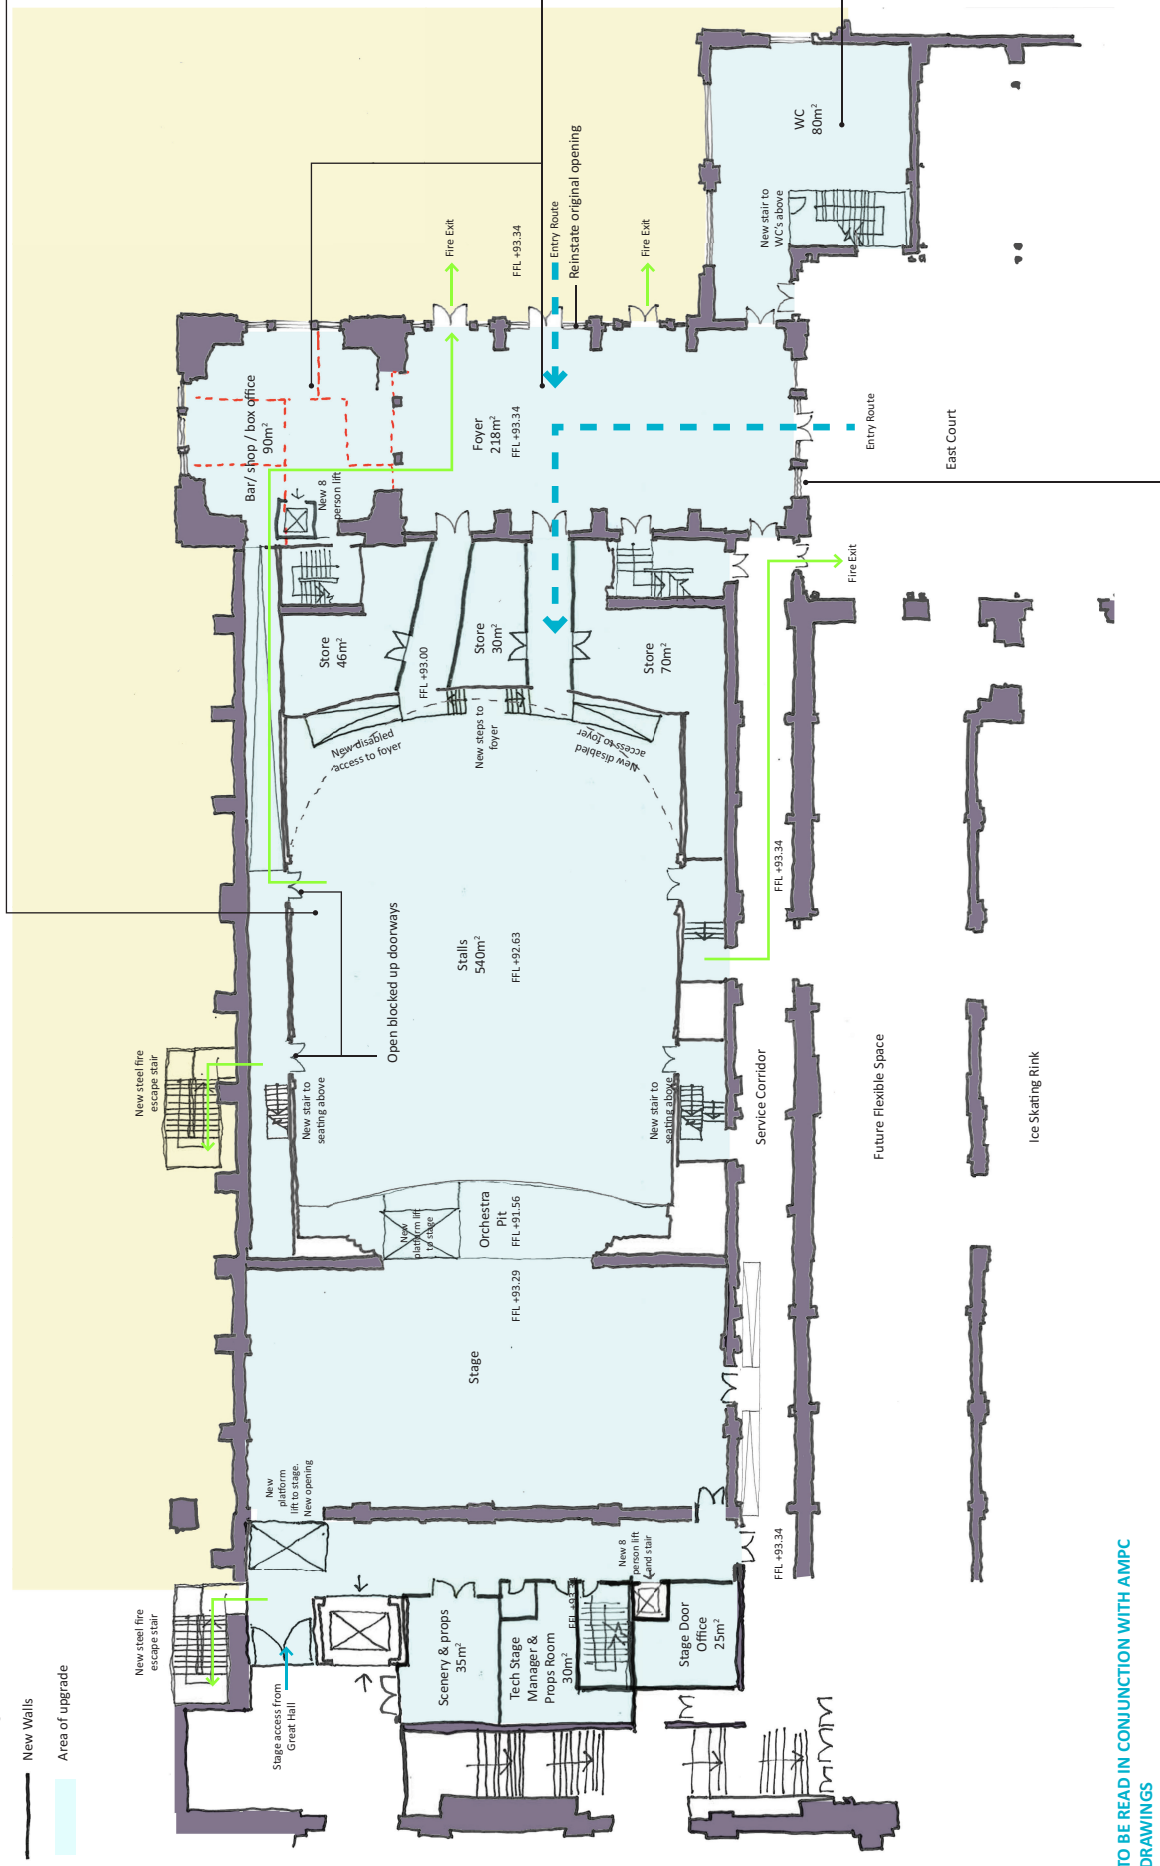 New Walls
Area of upgrade
New steel fire
escape stair
New steel fire
escape stair
Stage access from
Great Hall
New
platform
lift to stage.
New opening
Scenery & props
35m²
Tech Stage
Manager &
Props Room
30m²
New 8
person lift
and stair
Stage Door
Office
25m²
FFL +93.34
Stage
FFL +93.29
New
platform lift
to stage
Orchestra
Pit
FFL +91.56
New stair to
seating above
New stair to
seating above
Open blocked up doorways
Stalls
540m²
FFL +92.63
Service Corridor
Future Flexible Space
Ice Skating Rink
FFL +93.34
New disabled
access to foyer
New steps to
foyer
New disabled
access to foyer
Store
46m²
FFL +93.00
Store
30m²
Store
70m²
Fire Exit
Bar/ shop / box office
90m²
New 8
person lift
Foyer
218m²
FFL +93.34
Entry Route
East Court
Fire Exit
FFL +93.34
Entry Route
Reinstate original opening
Fire Exit
New stair to
WC's above
WC
80m²
TO BE READ IN CONJUNCTION WITH AMPC
DRAWINGS